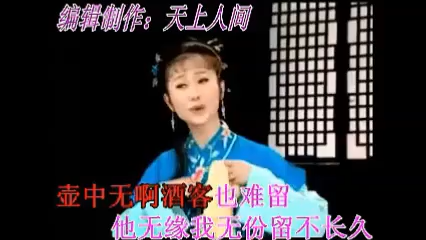 编辑制作：天上人间
壶中无啊酒客也难留
他无缘我无份留不长久